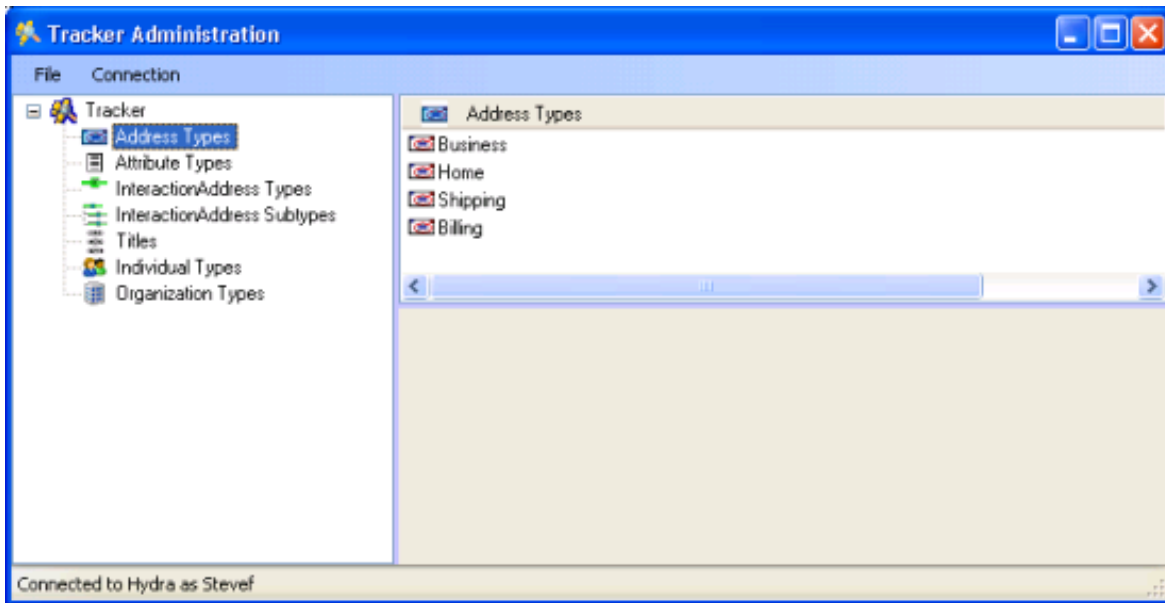 Tracker Administration
File Connection
Tracker
Address Types
Attribute Types
InteractionAddress Types
InteractionAddress Subtypes
Titles
Individual Types
Organization Types
Address Types
Business
Home
Shipping
Billing
Connected to Hydra as Stevef